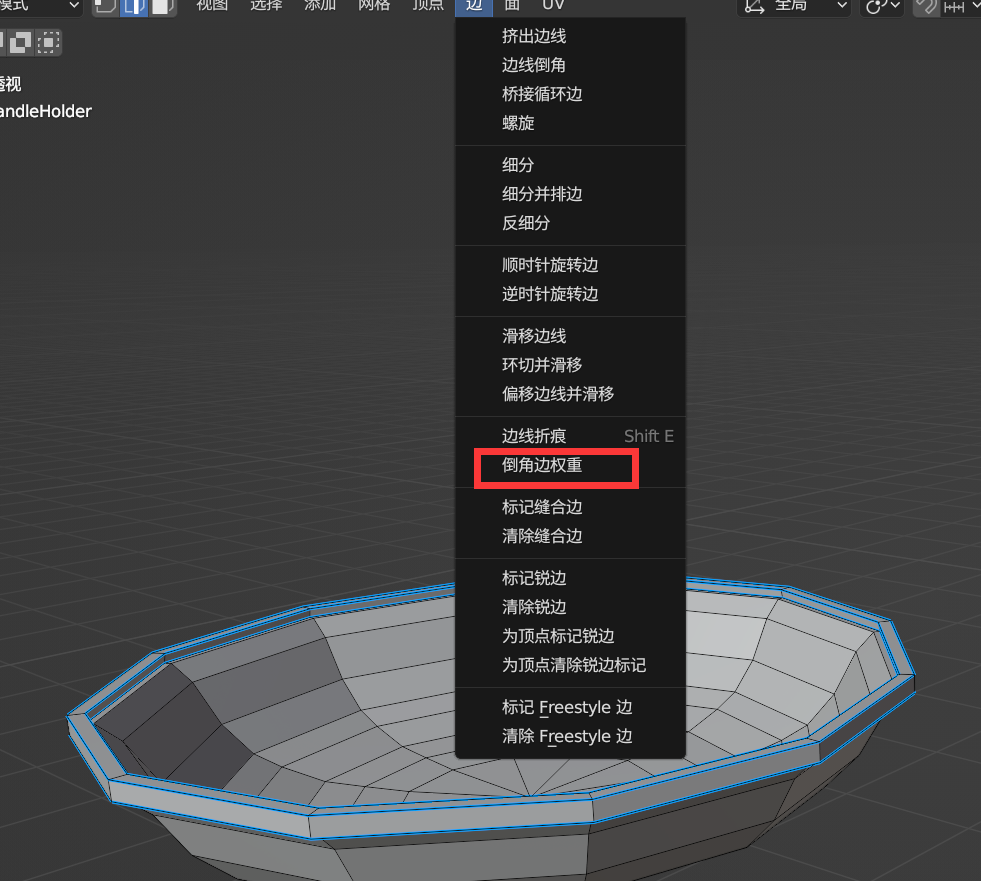 模式 视图 选择 添加 网格 顶点 边 面 UV 全局
透视
andleHolder
挤出边线
边线倒角
桥接循环边
螺旋
细分
细分并排边
反细分
顺时针旋转边
逆时针旋转边
滑移边线
环切并滑移
偏移边线并滑移
边线折痕 Shift E
倒角边权重
标记缝合边
清除缝合边
标记锐边
清除锐边
为顶点标记锐边
为顶点清除锐边标记
标记 Freestyle 边
清除 Freestyle 边